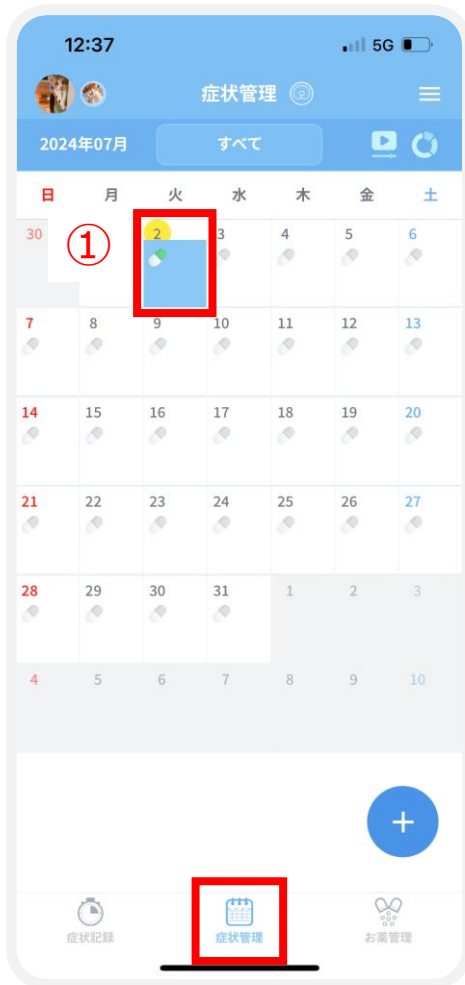 12:37 5G
症状管理
2024年07月 すべて
日 月 火 水 木 金 土
30 ① 2 3 4 5 6
7 8 9 10 11 12 13
14 15 16 17 18 19 20
21 22 23 24 25 26 27
28 29 30 31 1 2 3
4 5 6 7 8 9 10
+
症状記録 症状管理 お薬管理